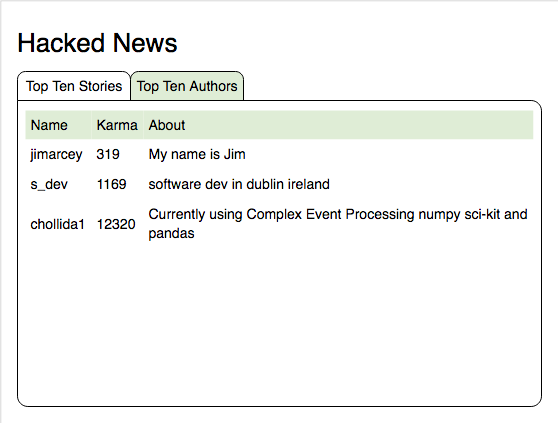 Hacked News
Top Ten Stories Top Ten Authors
Name Karma About
jimarcey 319 My name is Jim
s_dev 1169 software dev in dublin ireland
chollida1 12320 Currently using Complex Event Processing numpy sci-kit and
pandas